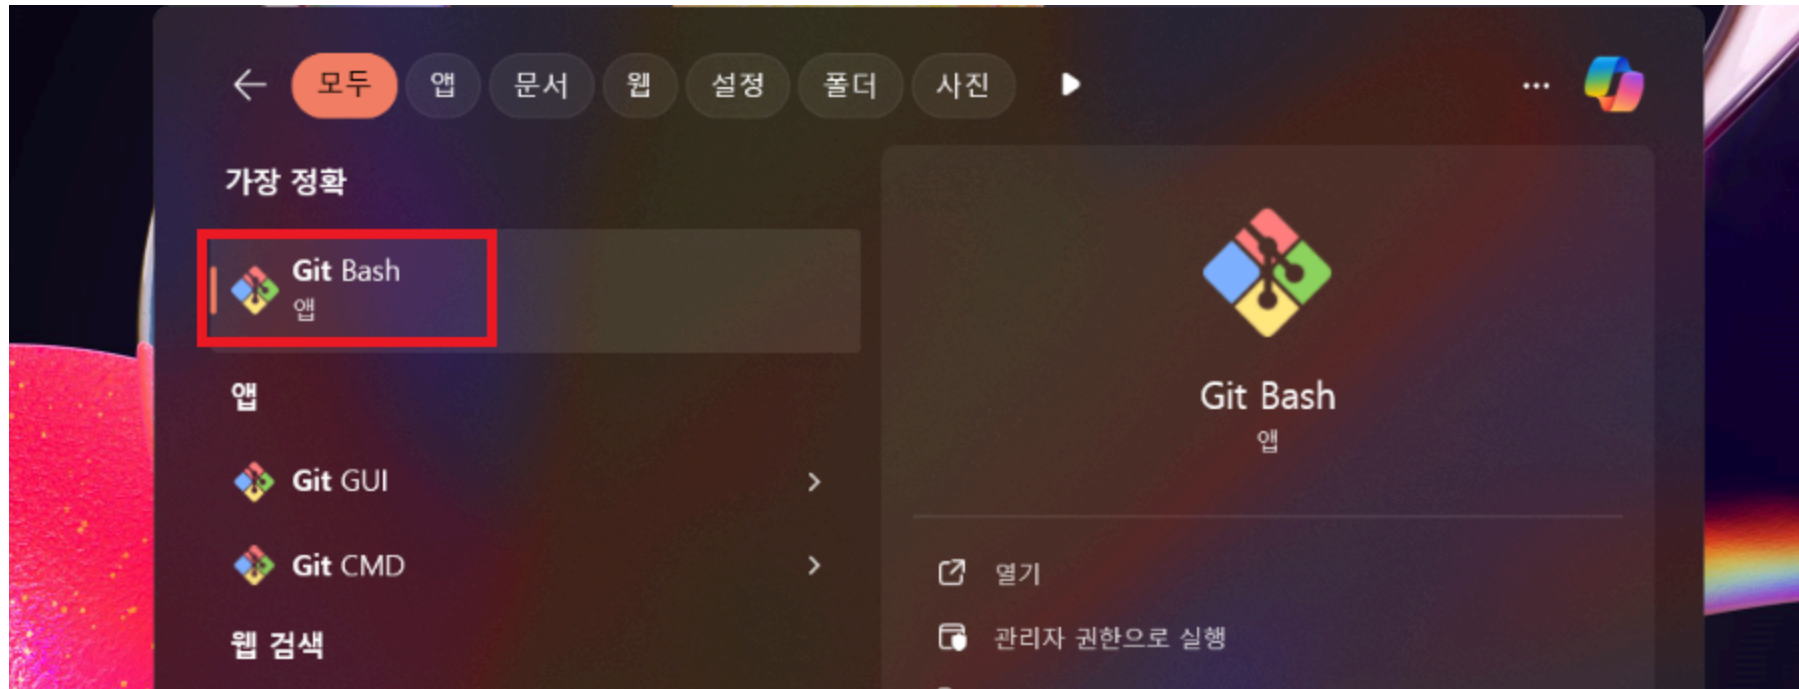 모두 앱 문서 웹 설정 폴더 사진
가장 정확
Git Bash
앱
앱
Git GUI
Git CMD
웹 검색
Git Bash
앱
열기
관리자 권한으로 실행